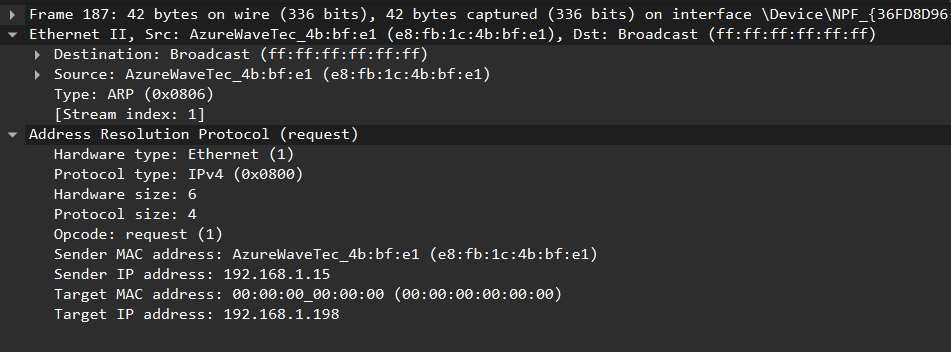 Frame 187: 42 bytes on wire (336 bits), 42 bytes captured (336 bits) on interface \Device\NPF_{36FD8D96
Ethernet II, Src: AzureWaveTec_4b:bf:e1 (e8:fb:1c:4b:bf:e1), Dst: Broadcast (ff:ff:ff:ff:ff:ff)
Destination: Broadcast (ff:ff:ff:ff:ff:ff)
Source: AzureWaveTec_4b:bf:e1 (e8:fb:1c:4b:bf:e1)
Type: ARP (0x0806)
[Stream index: 1]
Address Resolution Protocol (request)
Hardware type: Ethernet (1)
Protocol type: IPv4 (0x0800)
Hardware size: 6
Protocol size: 4
Opcode: request (1)
Sender MAC address: AzureWaveTec_4b:bf:e1 (e8:fb:1c:4b:bf:e1)
Sender IP address: 192.168.1.15
Target MAC address: 00:00:00_00:00:00 (00:00:00:00:00:00)
Target IP address: 192.168.1.198